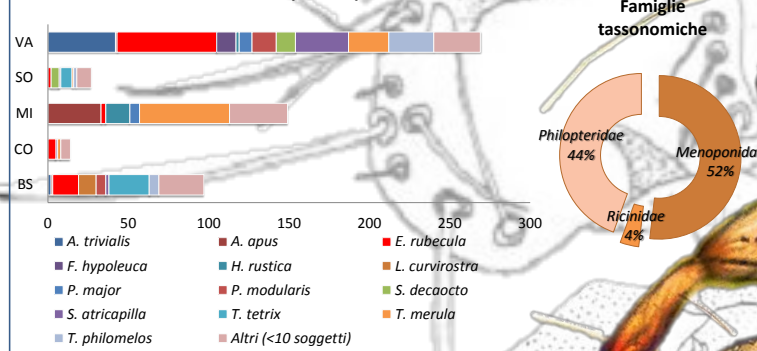 Famiglie
tassonomiche
VA
SO
MI
CO
BS
0 50 100 150 200 250 300
Philopteridae
44%
Menoponida
52%
Ricinidae
4%
A. trivialis A. apus E. rubecula
F. hypoleuca H. rustica L. curvirostra
P. major P. modularis S. decaocto
S. atricapilla T. tetrix T. merula
T. philomelos Altri (<10 soggetti)